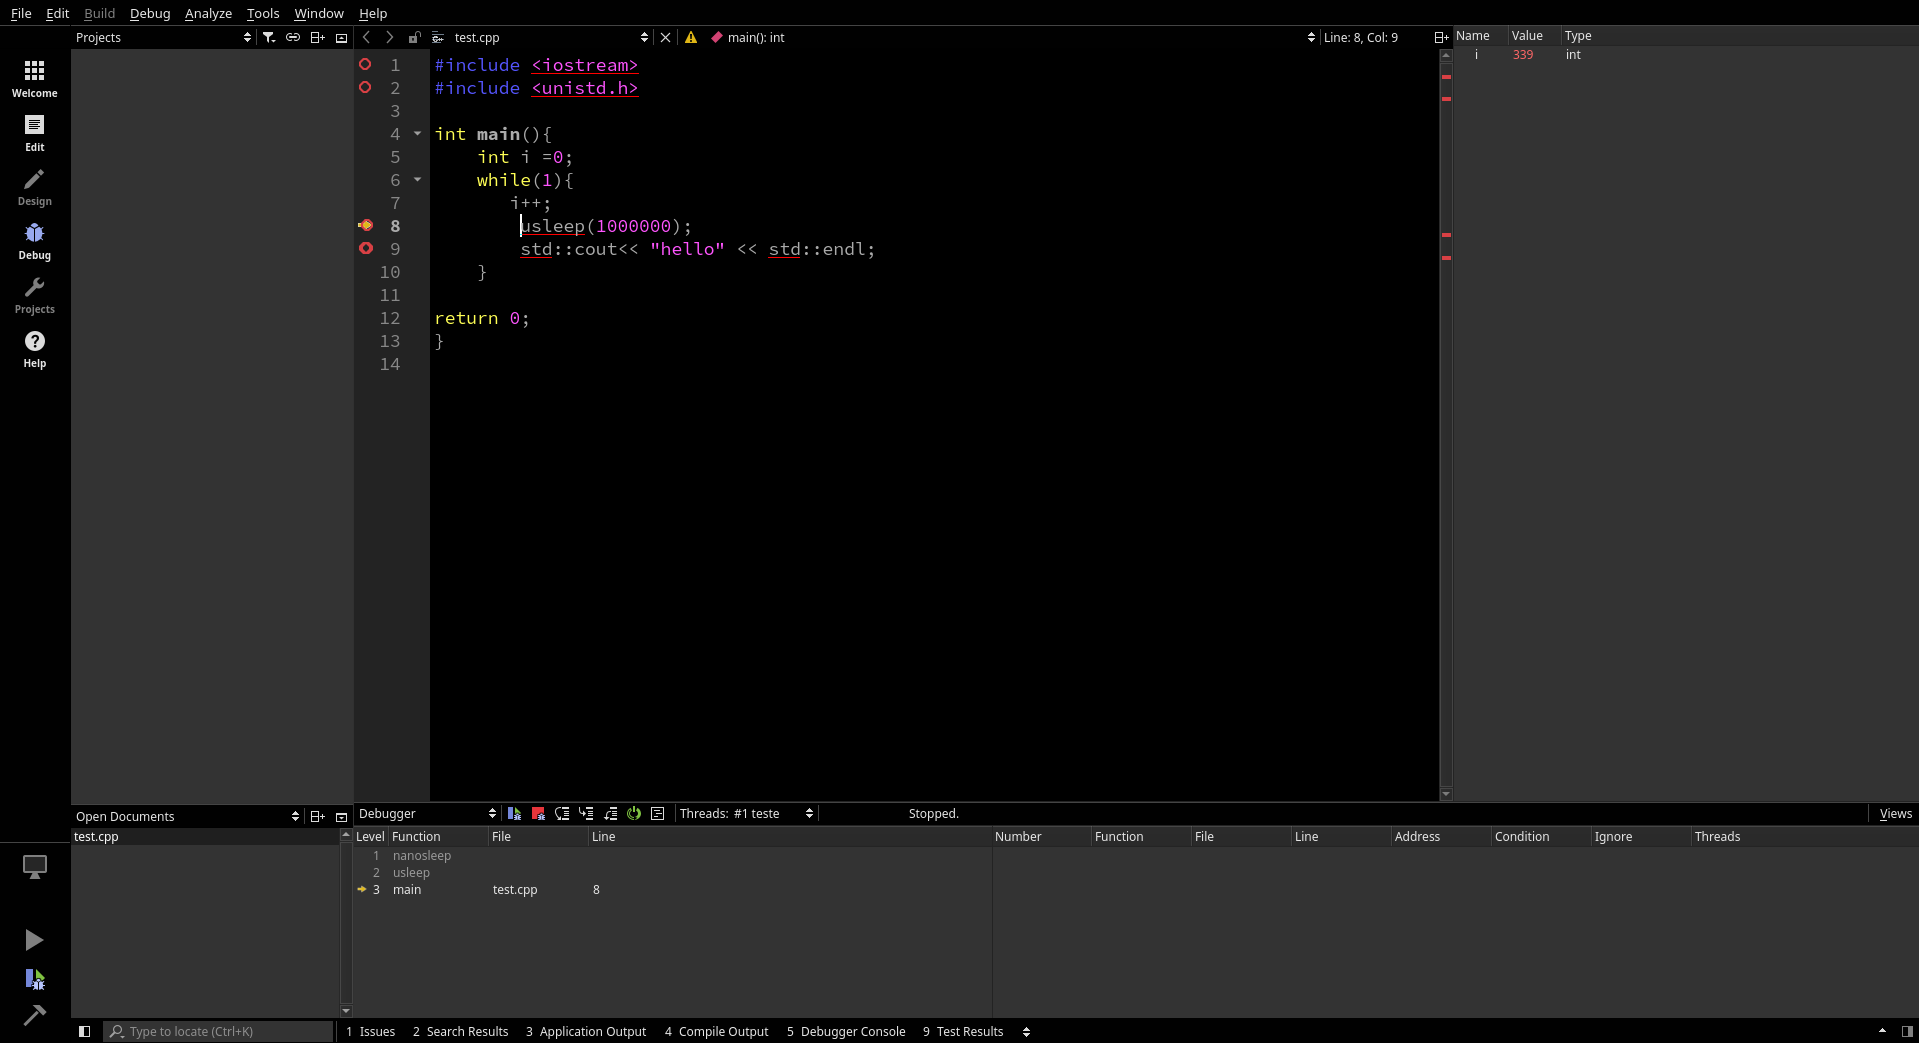 File Edit Build Debug Analyze Tools Window Help
Projects
test.cpp
main(): int
Line: 8, Col: 9
Name Value Type
i 339 int
Welcome
Edit
Design
Debug
Projects
Help
1 #include <iostream>
2 #include <unistd.h>
3
4 int main(){
5 int i =0;
6 while(1){
7 i++;
8 usleep(1000000);
9 std::cout<< "hello" << std::endl;
10 }
11
12 return 0;
13 }
14
Open Documents
test.cpp
Debugger Threads: #1 teste Stopped. Views
Level Function File Line
1 nanosleep
2 usleep
3 main test.cpp 8
Number Function File Line Address Condition Ignore Threads
Type to locate (Ctrl+K)
1 Issues 2 Search Results 3 Application Output 4 Compile Output 5 Debugger Console 9 Test Results